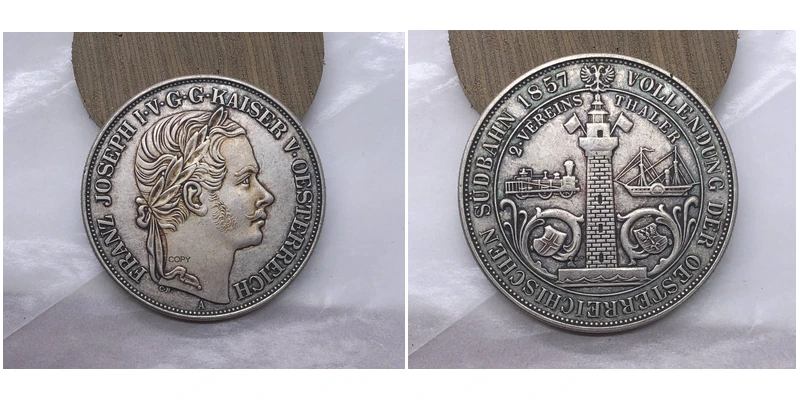 FRANZ JOSEPH I·V·G·G·KAISER V·OESTERREICH
COPY
A
VOLLENDUNG DER OESTERREICHISCHEN SÜDBAHN 1857
2·VEREINS THALER